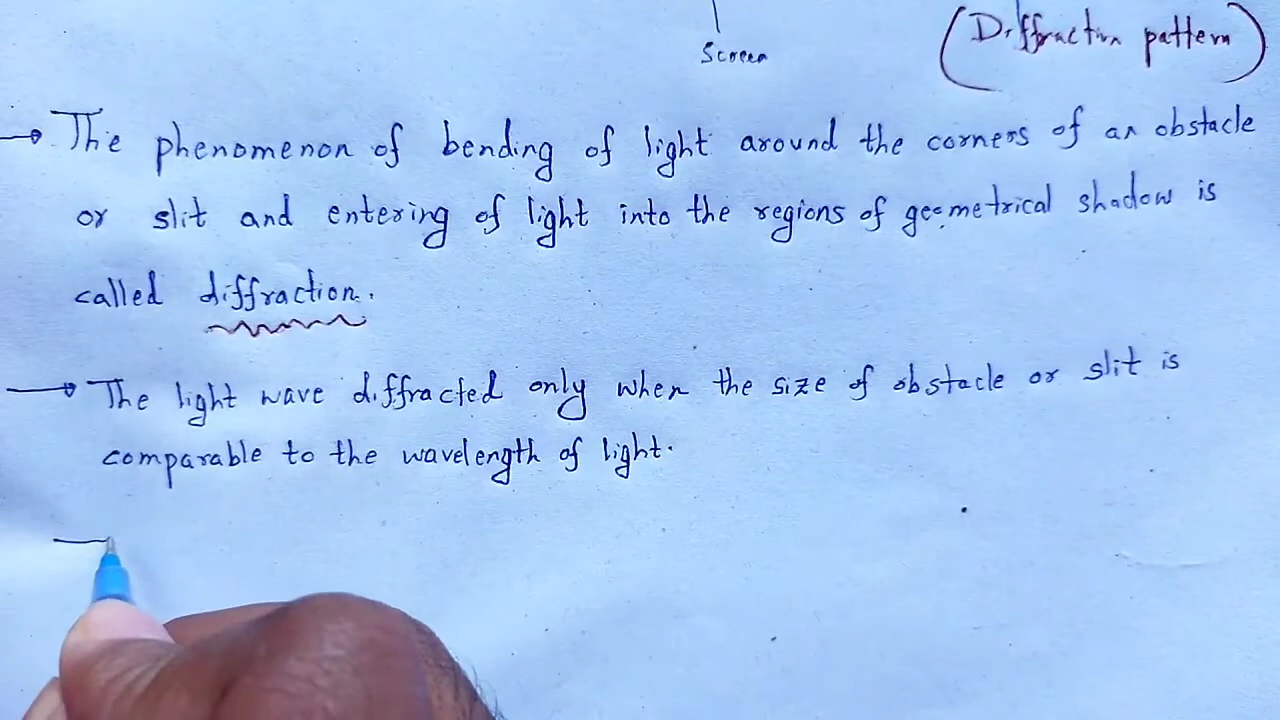 Screen
(Diffraction pattern)
The phenomenon of bending of light around the corners of an obstacle
or slit and entering of light into the regions of geometrical shadow is
called diffraction.
The light wave diffracted only when the size of obstacle or slit is
comparable to the wavelength of light.